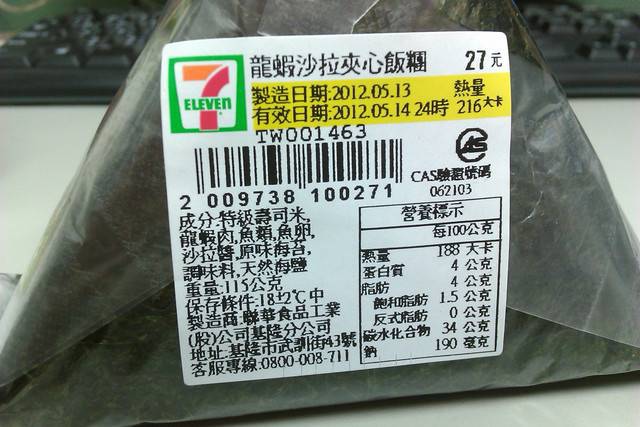 龍蝦沙拉夾心飯糰 27元
7 ELEVEN
製造日期:2012.05.13
有效日期:2012.05.14 24時
熱量
216大卡
TW001463
2 009738 100271
CAS驗證號碼
062103
成分:特級壽司米,
龍蝦肉,魚類,魚卵,
沙拉醬,原味海苔,
調味料,天然海鹽
重量:115公克
保存條件:18±2℃中
製造商:聯華食品工業
(股)公司基隆分公司
地址:基隆市武訓街43號
客服專線:0800-008-711
營養標示
每100公克
熱量 188 大卡
蛋白質 4 公克
脂肪 4 公克
飽和脂肪 1.5 公克
反式脂肪 0 公克
碳水化合物 34 公克
鈉 190 毫克